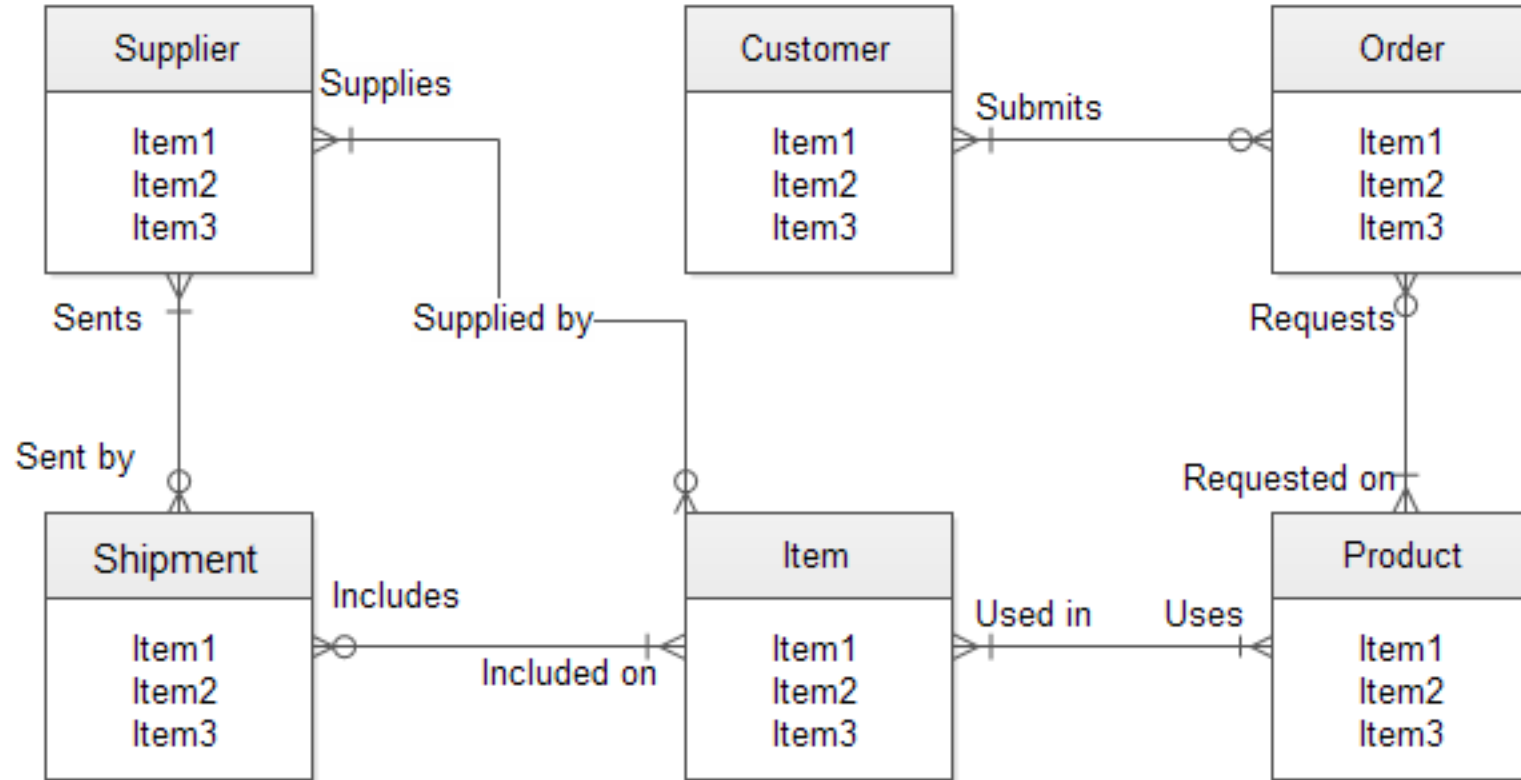 Supplier
Item1
Item2
Item3
Supplies
Customer
Item1
Item2
Item3
Submits
Order
Item1
Item2
Item3
Sents
Supplied by
Requests
Sent by
Requested on
Shipment
Item1
Item2
Item3
Includes
Included on
Item
Item1
Item2
Item3
Used in
Uses
Product
Item1
Item2
Item3